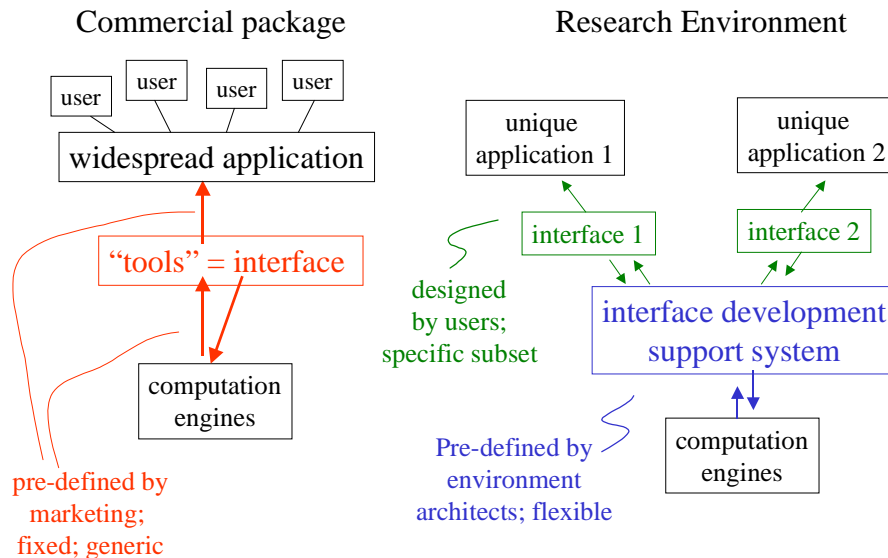 Commercial package
user
user
user
user
widespread application
“tools” = interface
computation
engines
pre-defined by
marketing;
fixed; generic
Research Environment
unique
application 1
unique
application 2
interface 1
interface 2
designed
by users;
specific subset
interface development
support system
Pre-defined by
environment
architects; flexible
computation
engines